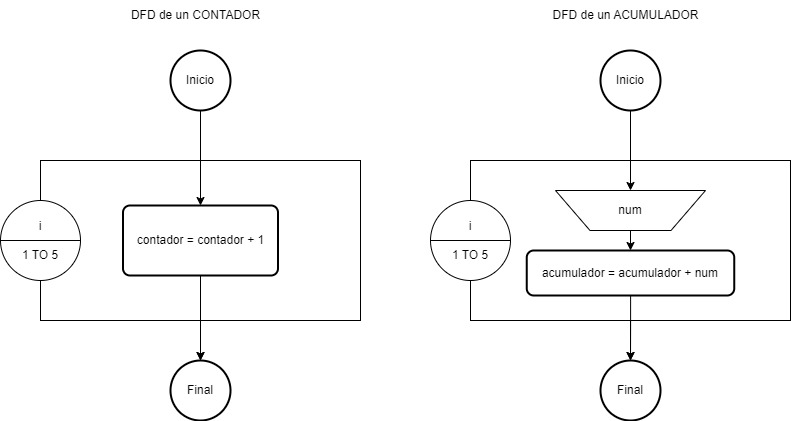 DFD de un CONTADOR
Inicio
i
1 TO 5
contador = contador + 1
Final
DFD de un ACUMULADOR
Inicio
num
i
1 TO 5
acumulador = acumulador + num
Final